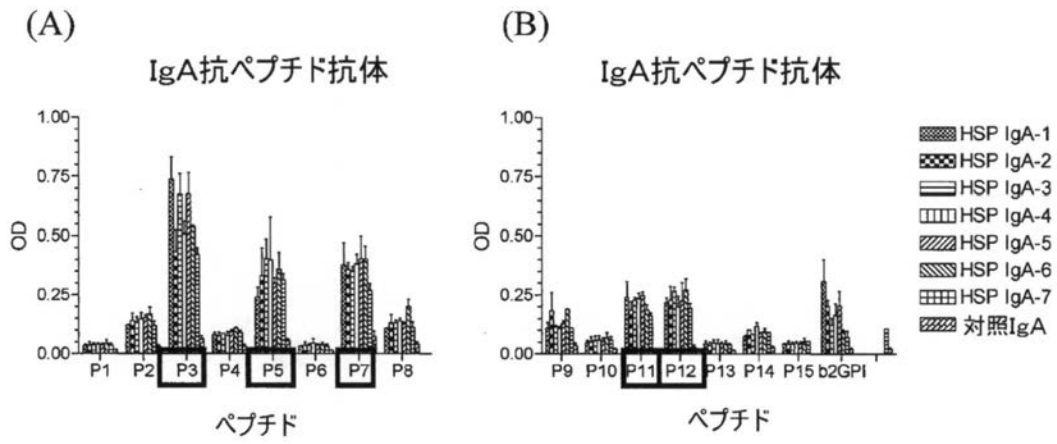 (A)
IgA抗ペプチド抗体
1.00
0.75
0.50
0.25
0.00
OD
P1 P2 P3 P4 P5 P6 P7 P8
ペプチド
(B)
IgA抗ペプチド抗体
1.00
0.75
0.50
0.25
0.00
OD
P9 P10 P11 P12 P13 P14 P15 b2GPI
ペプチド
HSP IgA-1
HSP IgA-2
HSP IgA-3
HSP IgA-4
HSP IgA-5
HSP IgA-6
HSP IgA-7
対照IgA